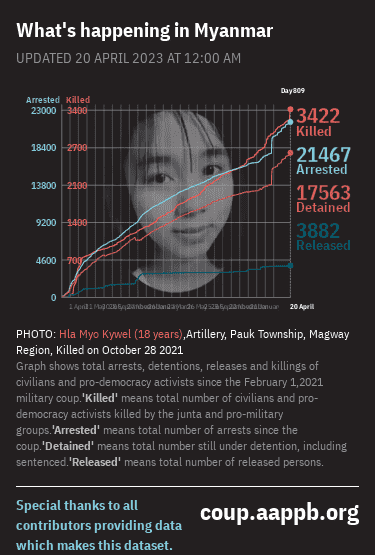 What's happening in Myanmar
UPDATED 20 APRIL 2023 AT 12:00 AM
Day809
Arrested Killed
23000 3400
18400 2700
13800 2100
9200 1400
4600 700
0
3422
Killed
21467
Arrested
17563
Detained
3882
Released
20 April
PHOTO: Hla Myo Kywel (18 years),Artillery, Pauk Township, Magway
Region, Killed on October 28 2021
Graph shows total arrests, detentions, releases and killings of
civilians and pro-democracy activists since the February 1,2021
military coup.'Killed' means total number of civilians and pro-
democracy activists killed by the junta and pro-military
groups.'Arrested' means total number of arrests since the
coup.'Detained' means total number still under detention, including
sentenced.'Released' means total number of released persons.
Special thanks to all
contributors providing data
which makes this dataset.
coup.aappb.org